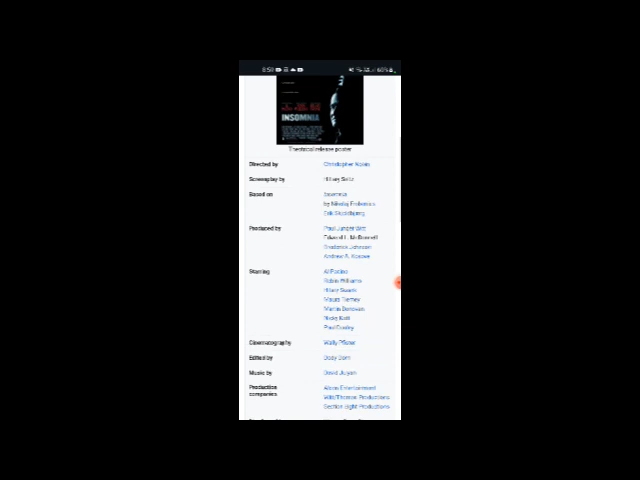 INSOMNIA
Theatrical release poster
Directed by Christopher Nolan
Screenplay by Hillary Seitz
Based on Insomnia
by Nikolaj Frobenius
Erik Skjoldbjærg
Produced by Paul Junger Witt
Edward L. McDonnell
Broderick Johnson
Andrew A. Kosove
Starring Al Pacino
Robin Williams
Hilary Swank
Maura Tierney
Martin Donovan
Nicky Katt
Paul Dooley
Cinematography Wally Pfister
Edited by Dody Dorn
Music by David Julyan
Production companies Alcon Entertainment
Witt/Thomas Productions
Section Eight Productions